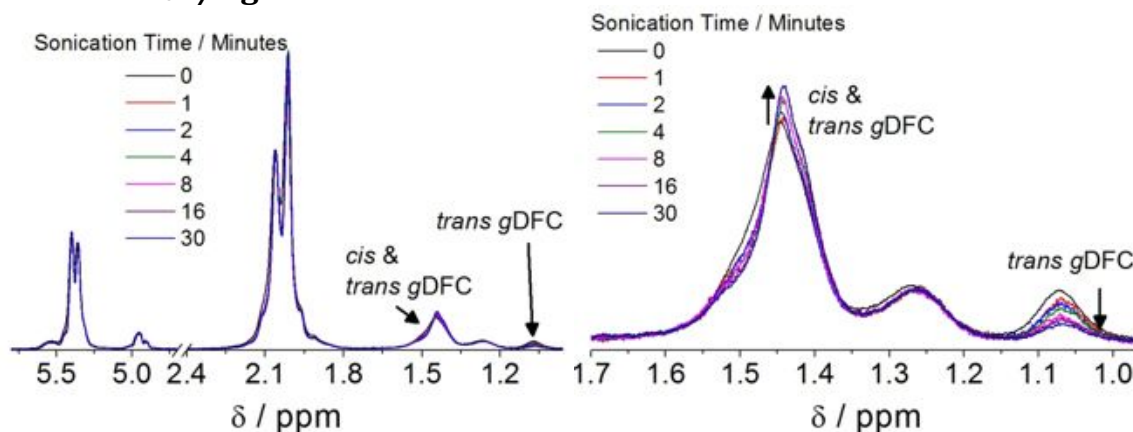 Sonication Time / Minutes
0
1
2
4
8
16
30
cis &
trans gDFC
trans gDFC
5.5
5.0
2.4
2.1
1.8
1.5
1.2
δ / ppm
Sonication Time / Minutes
0
1
2
4
8
16
30
cis &
trans gDFC
trans gDFC
1.7
1.6
1.5
1.4
1.3
1.2
1.1
1.0
δ / ppm